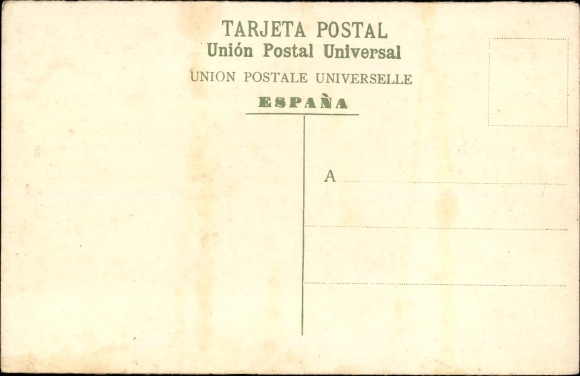 TARJETA POSTAL
Unión Postal Universal
UNION POSTALE UNIVERSELLE
ESPAÑA
A